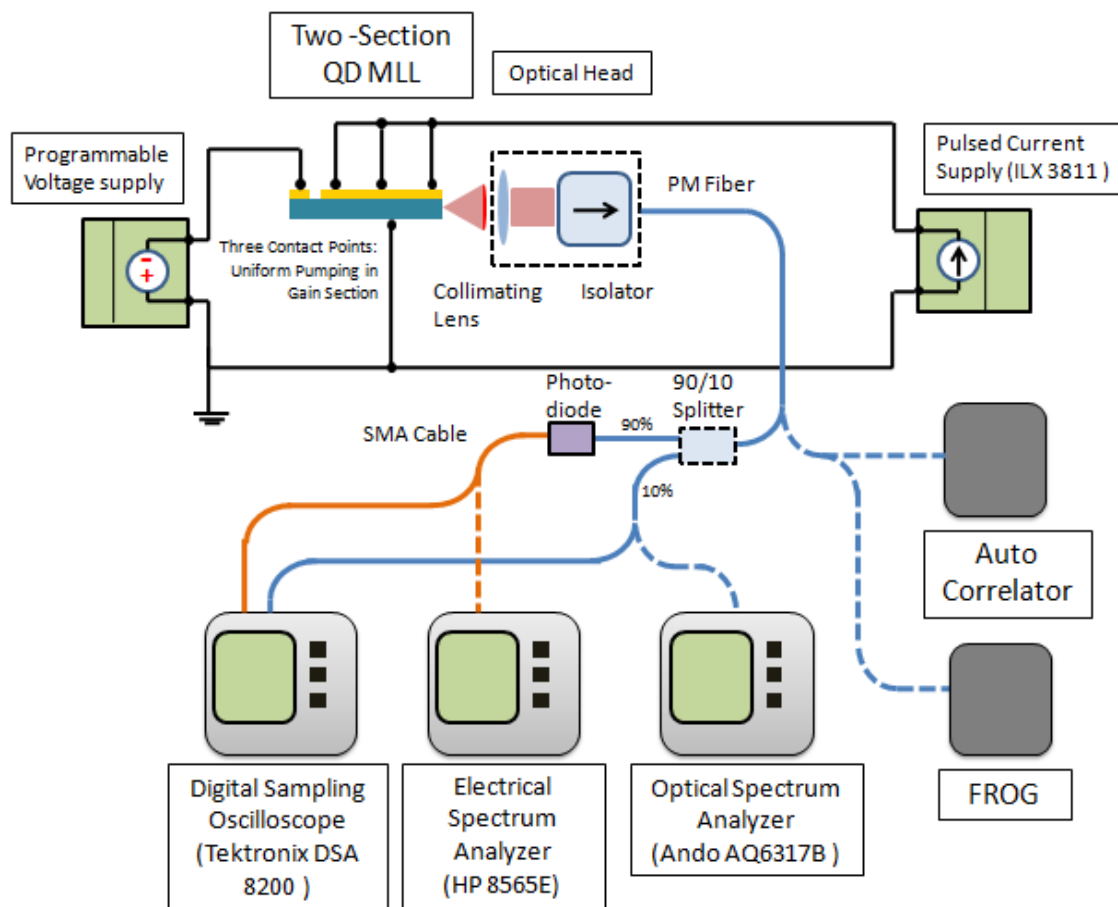 Two -Section
QD MLL
Optical Head
Programmable
Voltage supply
Pulsed Current
Supply (ILX 3811 )
PM Fiber
-
+
Three Contact Points:
Uniform Pumping in
Gain Section
Collimating
Lens
Isolator
Photo-
diode
90/10
Splitter
SMA Cable
90%
10%
Auto
Correlator
FROG
Digital Sampling
Oscilloscope
(Tektronix DSA
8200 )
Electrical
Spectrum
Analyzer
(HP 8565E)
Optical Spectrum
Analyzer
(Ando AQ6317B )